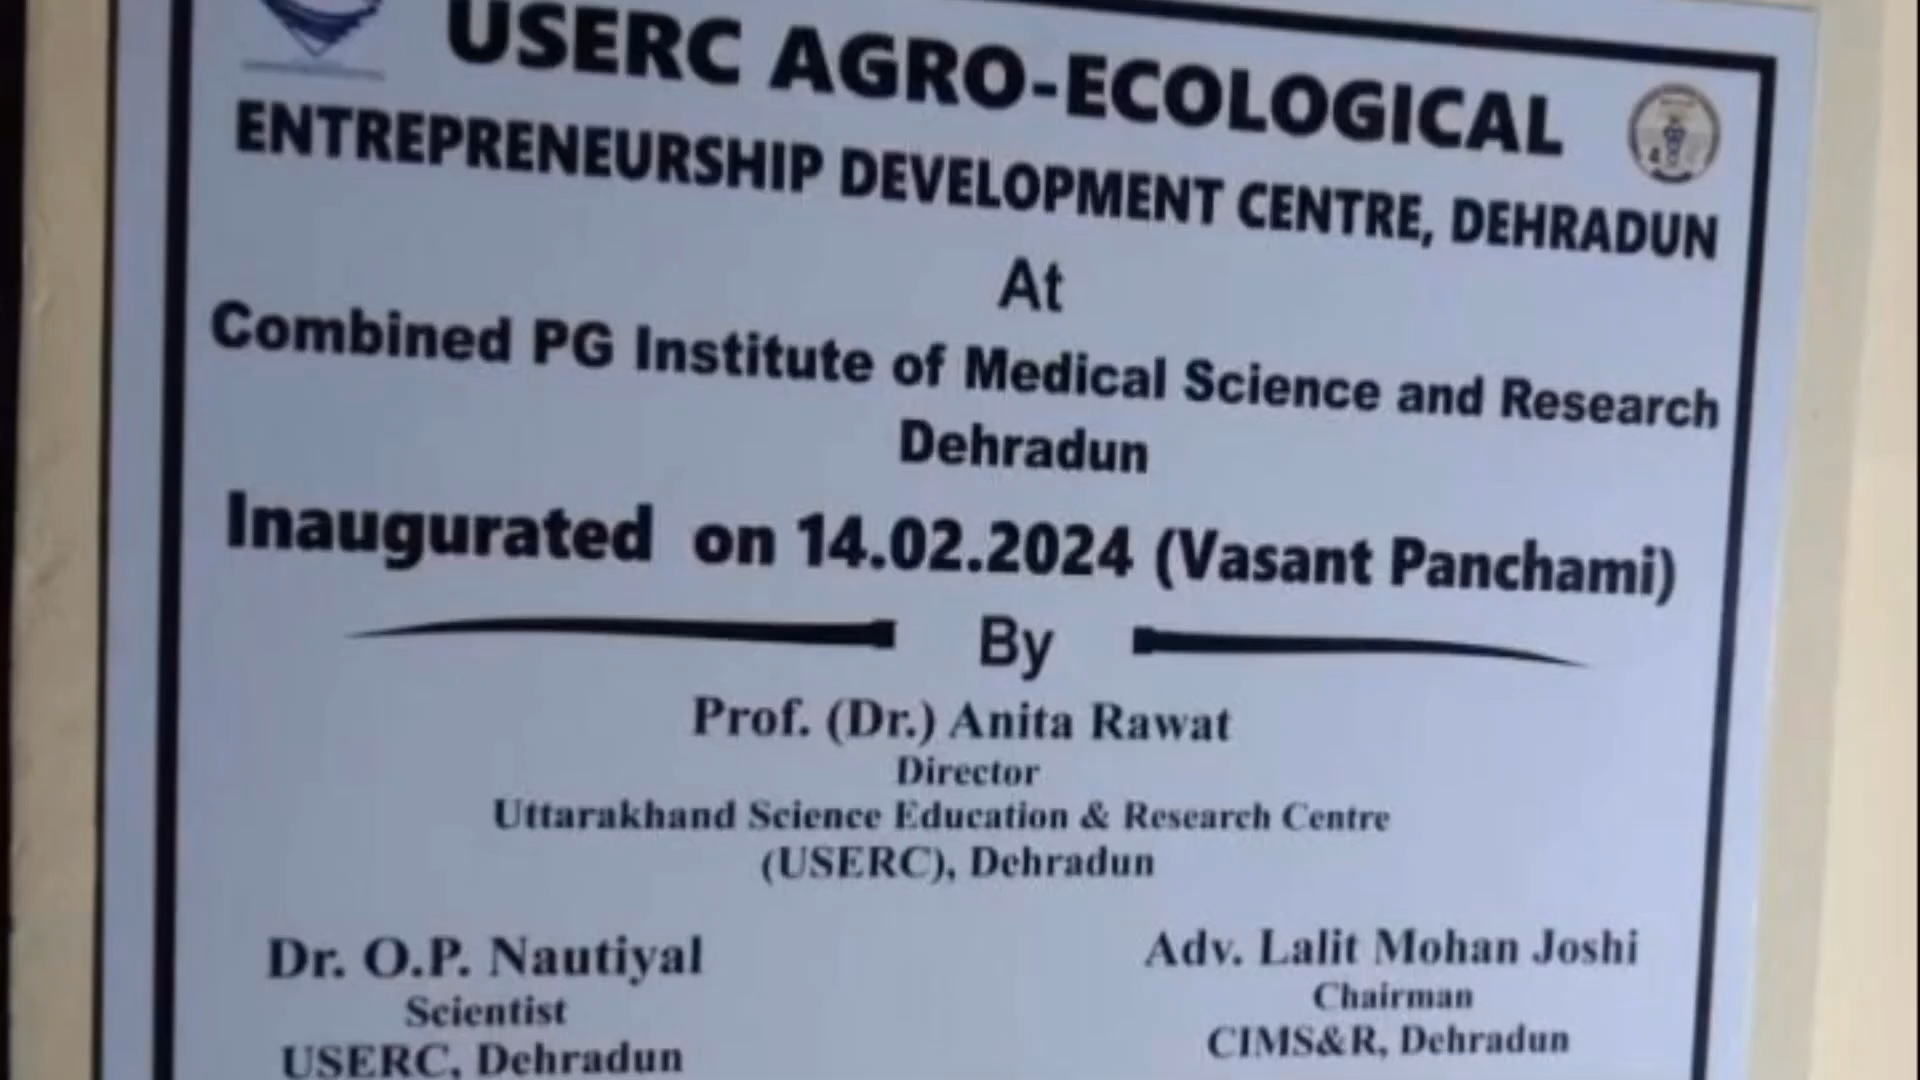 USERC AGRO-ECOLOGICAL
ENTREPRENEURSHIP DEVELOPMENT CENTRE, DEHRADUN
At
Combined PG Institute of Medical Science and Research
Dehradun
Inaugurated on 14.02.2024 (Vasant Panchami)
By
Prof. (Dr.) Anita Rawat
Director
Uttarakhand Science Education & Research Centre
(USERC), Dehradun
Dr. O.P. Nautiyal
Adv. Lalit Mohan Joshi
Scientist
Chairman
USERC, Dehradun
CIMS&R, Dehradun